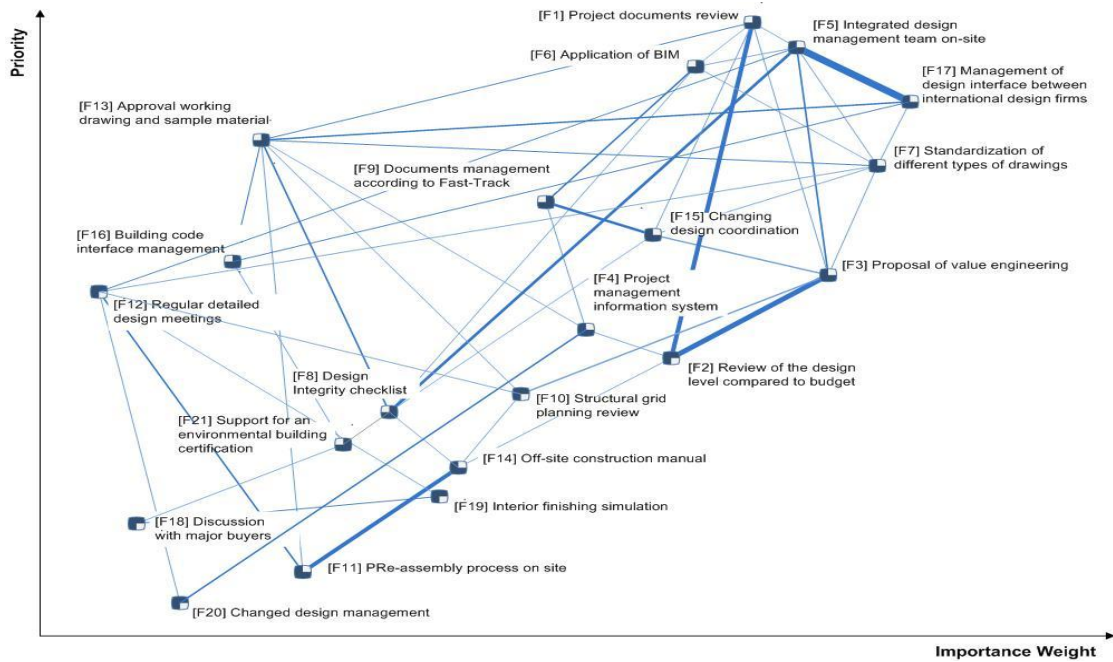 Priority
[F1] Project documents review
[F5] Integrated design
management team on-site
[F6] Application of BIM
[F17] Management of
design interface between
international design firms
[F13] Approval working
drawing and sample material
[F7] Standardization of
different types of drawings
[F9] Documents management
according to Fast-Track
[F15] Changing
design coordination
[F16] Building code
interface management
[F3] Proposal of value engineering
[F4] Project
management
information system
[F12] Regular detailed
design meetings
[F2] Review of the design
level compared to budget
[F8] Design
Integrity checklist
[F10] Structural grid
planning review
[F21] Support for an
environmental building
certification
[F14] Off-site construction manual
[F19] Interior finishing simulation
[F18] Discussion
with major buyers
[F11] PRe-assembly process on site
[F20] Changed design management
Importance Weight